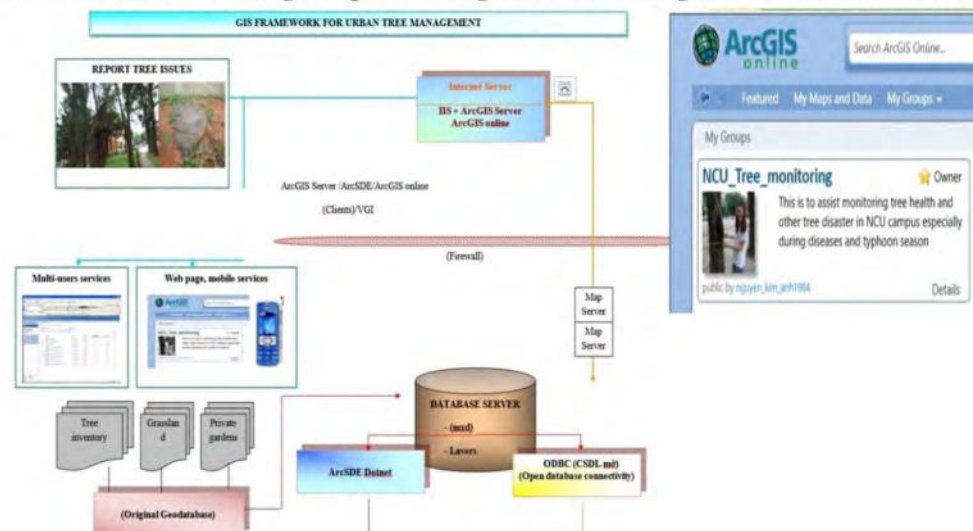 GIS FRAMEWORK FOR URBAN TREE MANAGEMENT
REPORT TREE ISSUES
Internet Server
IIS + ArcGIS Server
ArcGIS online
ArcGIS Server /ArcSDE/ArcGIS online
(Clients)/VGI
(Firewall)
Multi-users services
Web page, mobile services
Map
Server
Map
Server
Tree
inventory
Grasslan
d
Private
gardens
DATABASE SERVER
- (mxd)
- Layers
ArcSDE Dotnet
ODBC (CSDL mở)
(Open database connectivity)
(Original Geodatabase)
ArcGIS
online
Search ArcGIS Online...
Featured My Maps and Data My Groups
My Groups
NCU_Tree_monitoring Owner
This is to assist monitoring tree health and
other tree disaster in NCU campus especially
during diseases and typhoon season
public by nguyen_kim_anh1984 Details